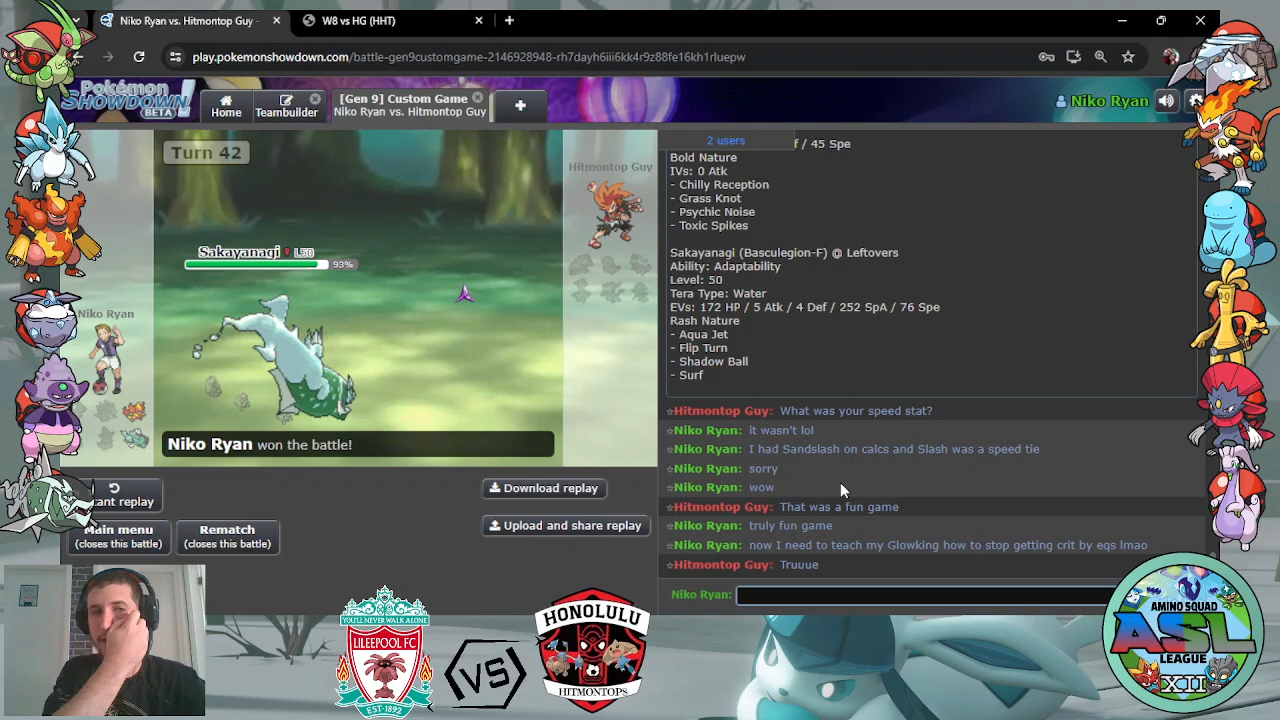 Niko Ryan vs. Hitmontop Guy -
W8 vs HG (HHT)
play.pokemonshowdown.com/battle-gen9customgame-2146928948-rh7dayh6iii6kk4r9z88fe16kh1rluepw
Pokémon
SHOWDOWN
BETA
Home
Teambuilder
[Gen 9] Custom Game
Niko Ryan vs. Hitmontop Guy
Niko Ryan
Turn 42
Hitmontop Guy
Sakayanagi L50
93%
Niko Ryan
Niko Ryan won the battle!
2 users
f / 45 Spe
Bold Nature
IVs: 0 Atk
- Chilly Reception
- Grass Knot
- Psychic Noise
- Toxic Spikes
Sakayanagi (Basculegion-F) @ Leftovers
Ability: Adaptability
Level: 50
Tera Type: Water
EVs: 172 HP / 5 Atk / 4 Def / 252 SpA / 76 Spe
Rash Nature
- Aqua Jet
- Flip Turn
- Shadow Ball
- Surf
☆Hitmontop Guy: What was your speed stat?
☆Niko Ryan: it wasn't lol
☆Niko Ryan: I had Sandslash on calcs and Slash was a speed tie
☆Niko Ryan: sorry
☆Niko Ryan: wow
☆Hitmontop Guy: That was a fun game
☆Niko Ryan: truly fun game
☆Niko Ryan: now I need to teach my Glowking how to stop getting crit by eqs lmao
☆Hitmontop Guy: Truuue
Niko Ryan:
tant replay
Download replay
Main menu
(closes this battle)
Rematch
(closes this battle)
Upload and share replay
YOU'LL NEVER WALK ALONE
LILEEPOOL FC
EST·1892
VS
HONOLULU
HITMONTOPS
AMINO SQUAD
ASL
LEAGUE
XII